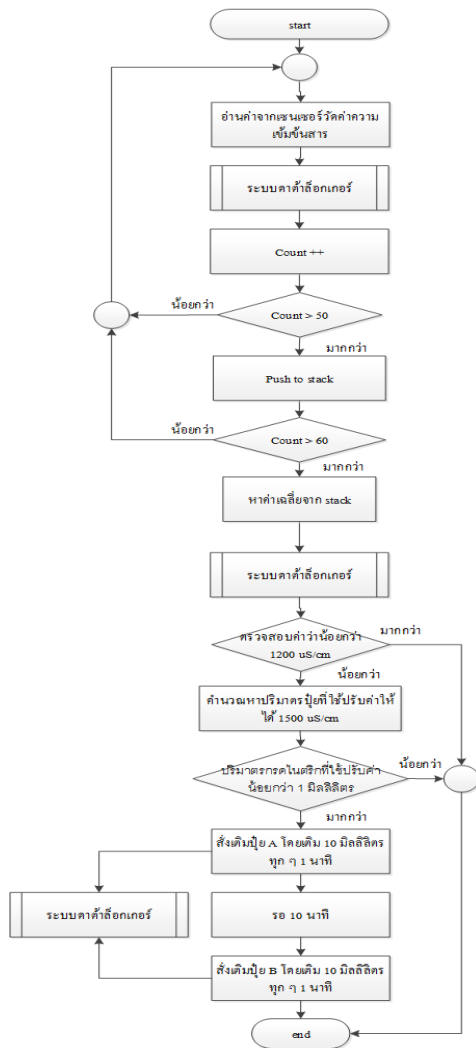 start
อ่านค่าจากเซนเซอร์วัดค่าความ
เข้มข้นสาร
ระบบดาต้าล็อกเกอร์
Count ++
Count > 50
น้อยกว่า
มากกว่า
Push to stack
Count > 60
น้อยกว่า
มากกว่า
หาค่าเฉลี่ยจาก stack
ระบบดาต้าล็อกเกอร์
ตรวจสอบค่าว่าน้อยกว่า
1200 uS/cm
มากกว่า
น้อยกว่า
คำนวณหาปริมาตรปุ๋ยที่ใช้ปรับค่าให้
ได้ 1500 uS/cm
ปริมาตรกรดไนตริกที่ใช้ปรับค่า
น้อยกว่า 1 มิลลิลิตร
น้อยกว่า
มากกว่า
สั่งเติมปุ๋ย A โดยเติม 10 มิลลิลิตร
ทุก ๆ 1 นาที
ระบบดาต้าล็อกเกอร์
รอ 10 นาที
สั่งเติมปุ๋ย B โดยเติม 10 มิลลิลิตร
ทุก ๆ 1 นาที
end